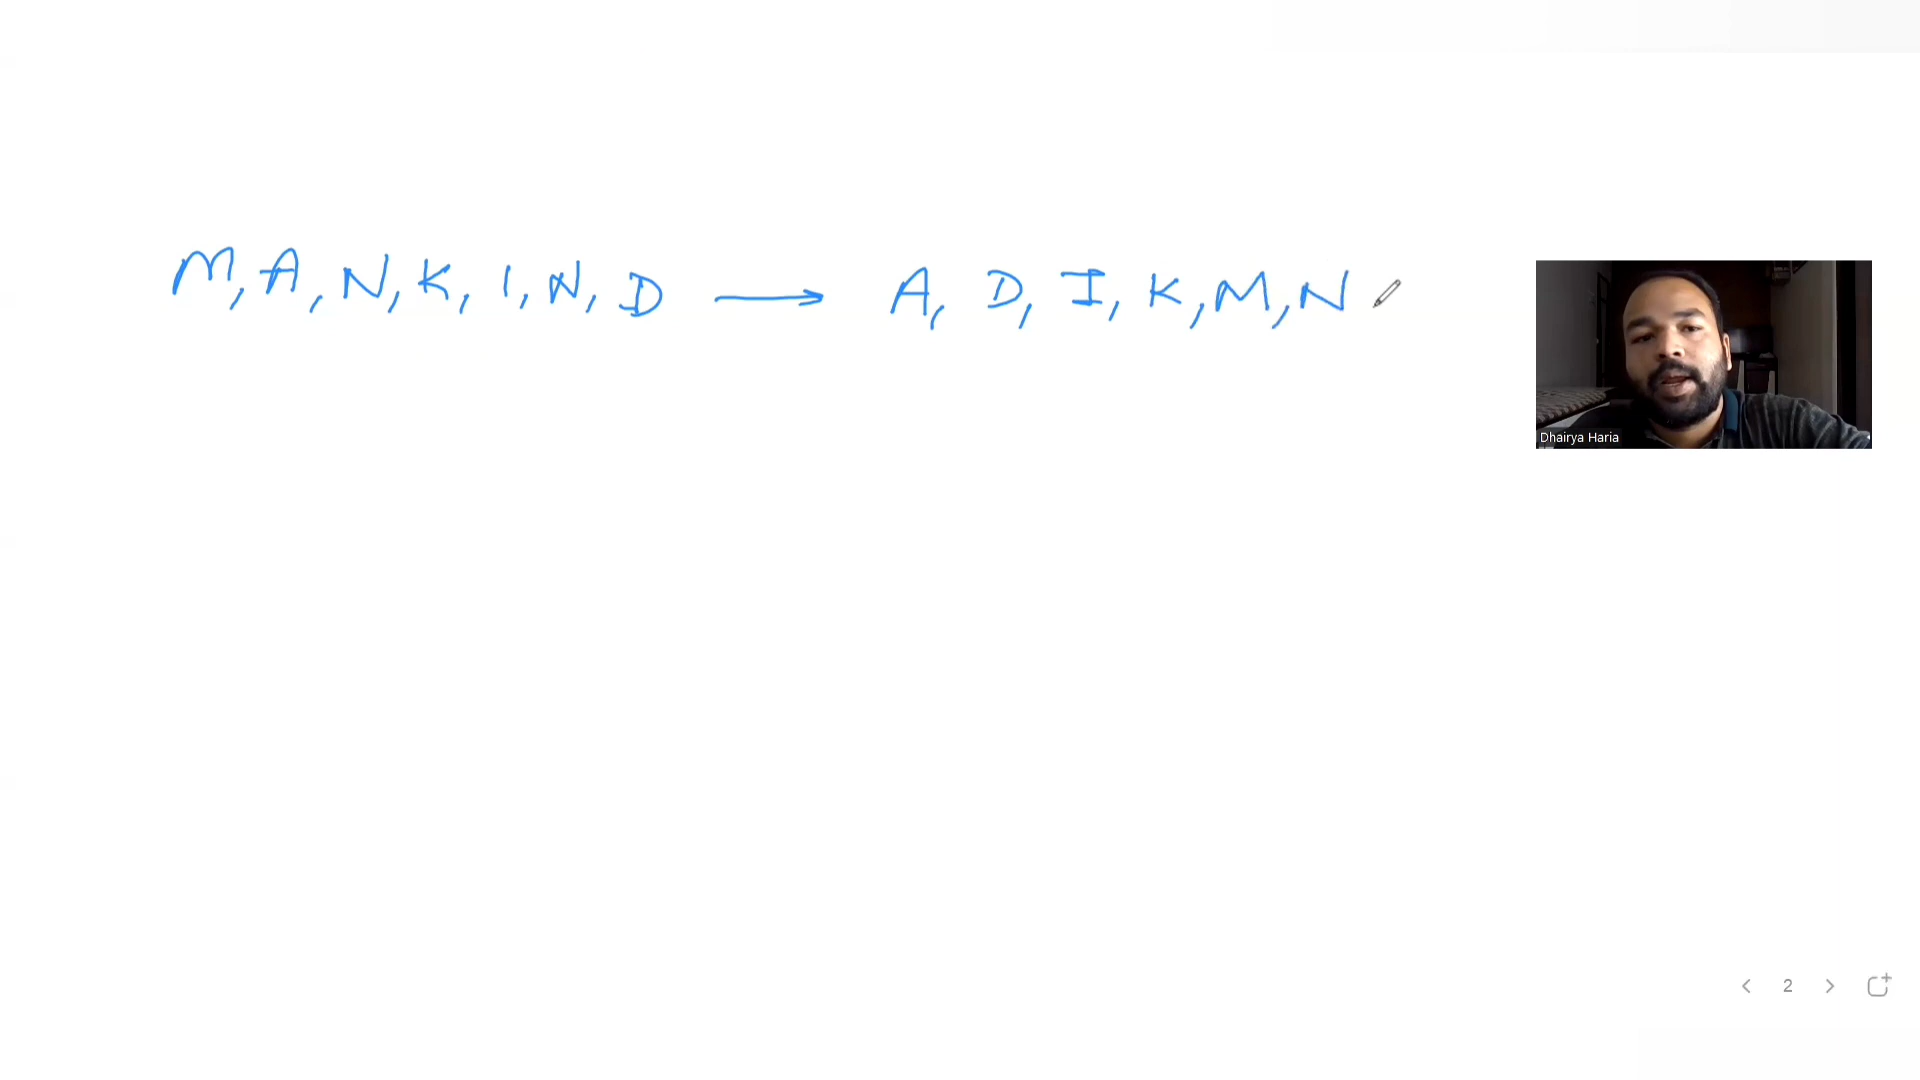 M, A, N, K, I, N, D → A, D, I, K, M, N
Dhairya Haria
2